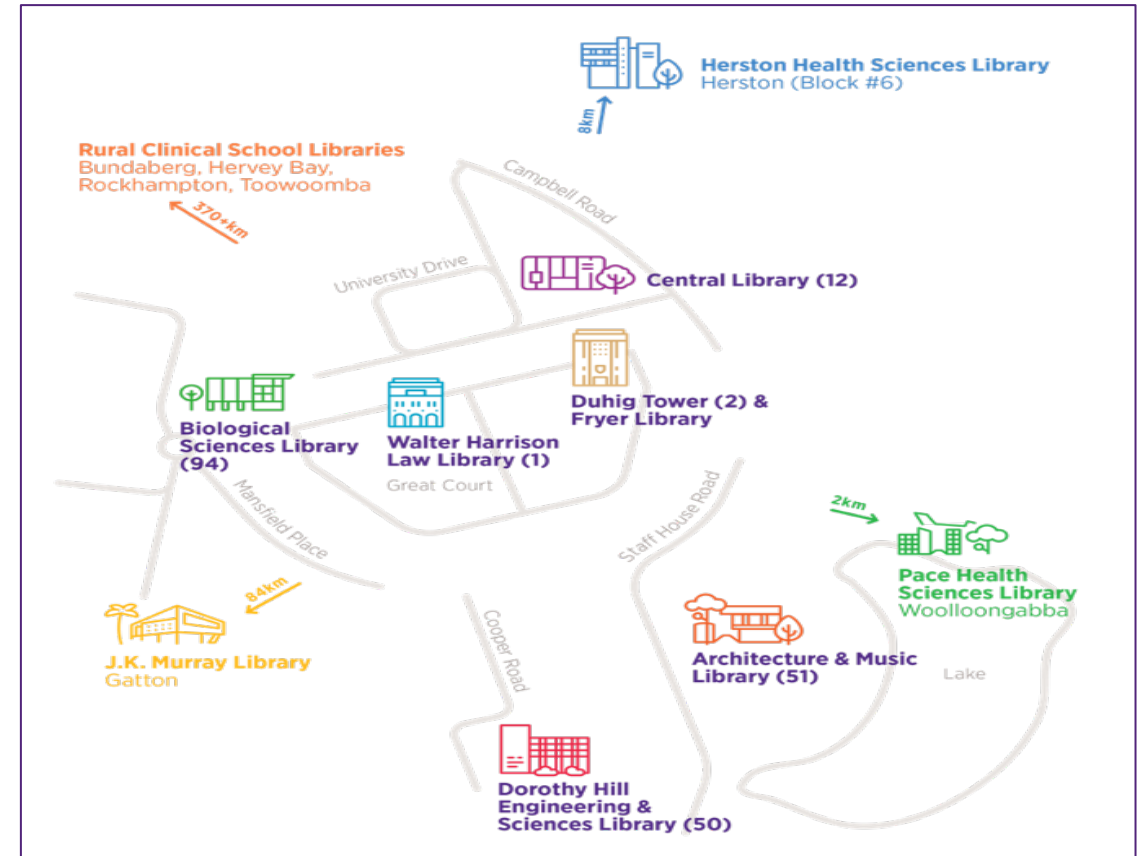 Herston Health Sciences Library
Herston (Block #6)
8km
Rural Clinical School Libraries
Bundaberg, Hervey Bay,
Rockhampton, Toowoomba
370+km
Campbell Road
University Drive
Central Library (12)
Duhig Tower (2) &
Fryer Library
Biological
Sciences Library
(94)
Walter Harrison
Law Library (1)
Great Court
Mansfield Place
Staff House Road
2km
Pace Health
Sciences Library
Woolloongabba
84km
J.K. Murray Library
Gatton
Cooper Road
Architecture & Music
Library (51)
Lake
Dorothy Hill
Engineering &
Sciences Library (50)